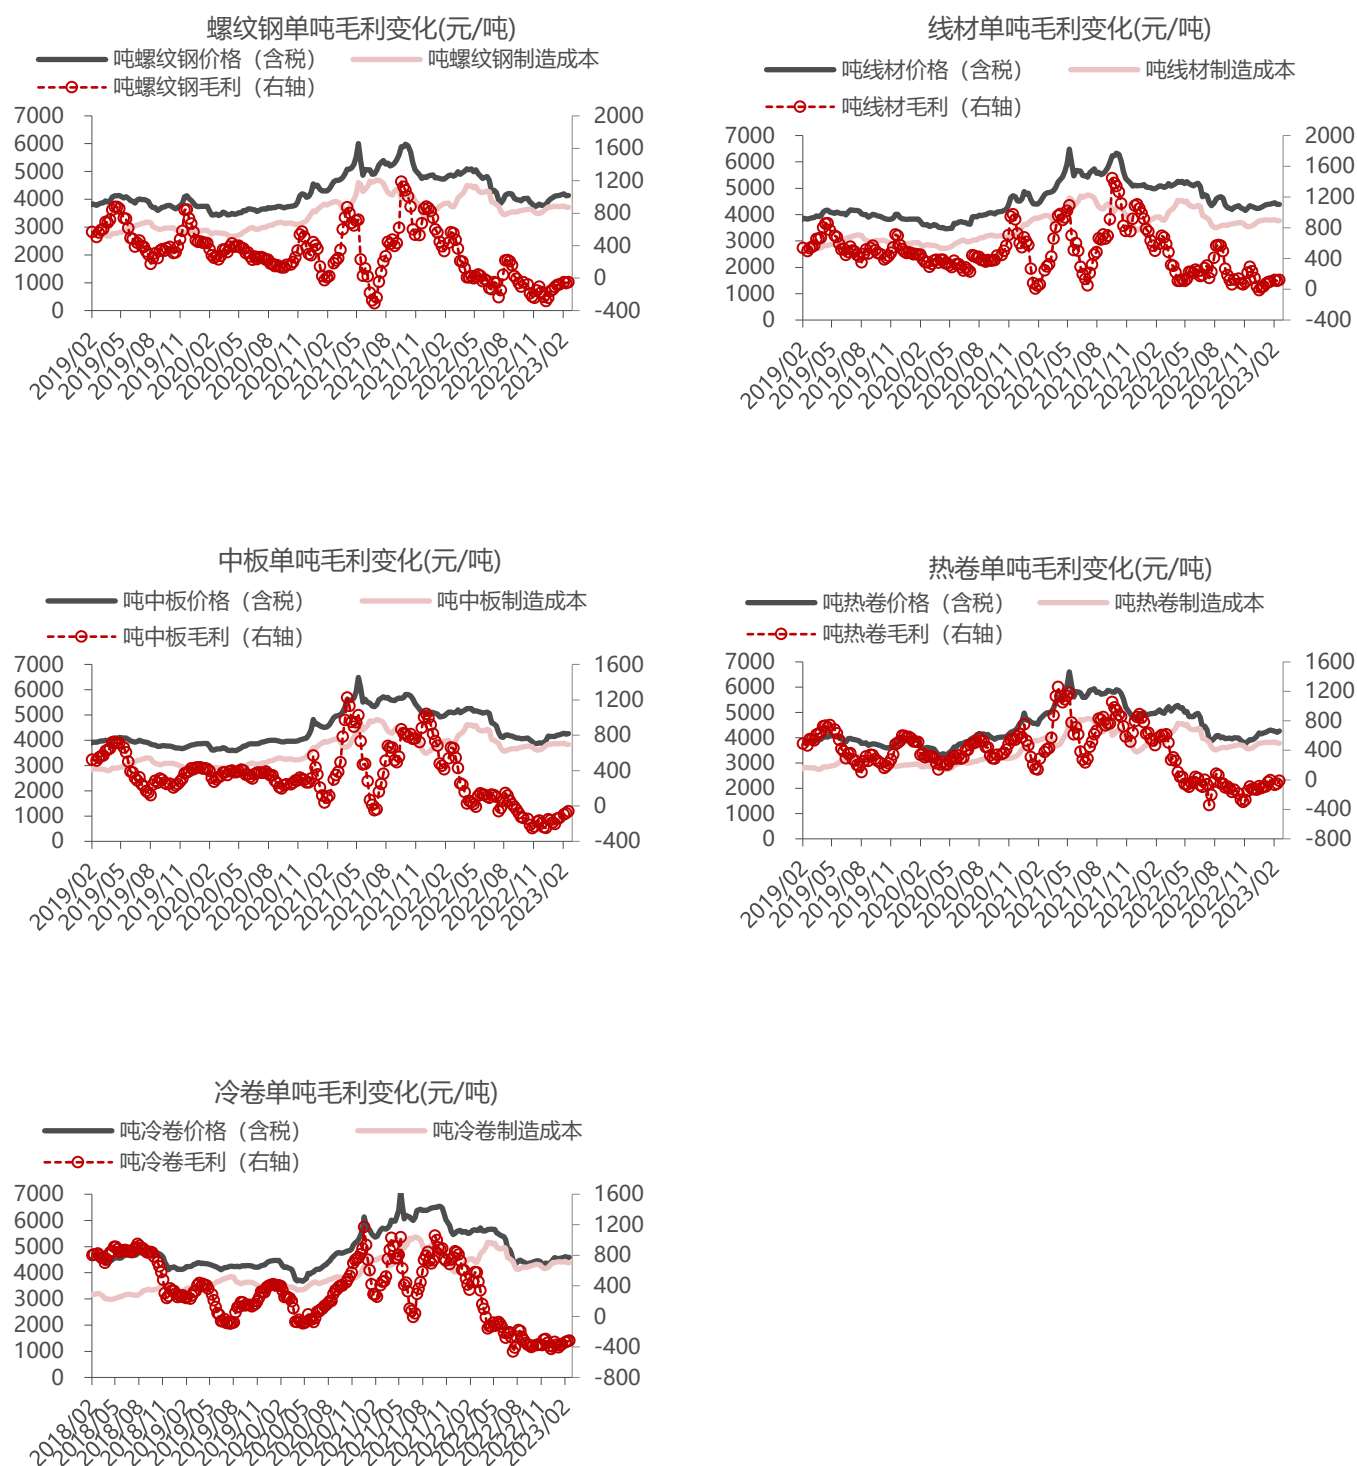 螺纹钢单吨毛利变化(元/吨)
吨螺纹钢价格（含税） 吨螺纹钢制造成本
吨螺纹钢毛利（右轴）
7000 2000
6000 1600
5000 1200
4000 800
3000 400
2000 0
1000 -400
0
2019/02 2019/05 2019/08 2019/11 2020/02 2020/05 2020/08 2020/11 2021/02 2021/05 2021/08 2021/11 2022/02 2022/05 2022/08 2022/11 2023/02
线材单吨毛利变化(元/吨)
吨线材价格（含税） 吨线材制造成本
吨线材毛利（右轴）
7000 2000
6000 1600
5000 1200
4000 800
3000 400
2000 0
1000 -400
0
2019/02 2019/05 2019/08 2019/11 2020/02 2020/05 2020/08 2020/11 2021/02 2021/05 2021/08 2021/11 2022/02 2022/05 2022/08 2022/11 2023/02
中板单吨毛利变化(元/吨)
吨中板价格（含税） 吨中板制造成本
吨中板毛利（右轴）
7000 1600
6000 1200
5000 800
4000 400
3000 0
2000 -400
1000
0
2019/02 2019/05 2019/08 2019/11 2020/02 2020/05 2020/08 2020/11 2021/02 2021/05 2021/08 2021/11 2022/02 2022/05 2022/08 2022/11 2023/02
热卷单吨毛利变化(元/吨)
吨热卷价格（含税） 吨热卷制造成本
吨热卷毛利（右轴）
7000 1600
6000 1200
5000 800
4000 400
3000 0
2000 -400
1000 -800
0
2019/02 2019/05 2019/08 2019/11 2020/02 2020/05 2020/08 2020/11 2021/02 2021/05 2021/08 2021/11 2022/02 2022/05 2022/08 2022/11 2023/02
冷卷单吨毛利变化(元/吨)
吨冷卷价格（含税） 吨冷卷制造成本
吨冷卷毛利（右轴）
7000 1600
6000 1200
5000 800
4000 400
3000 0
2000 -400
1000 -800
0
2018/02 2018/05 2018/08 2018/11 2019/02 2019/05 2019/08 2019/11 2020/02 2020/05 2020/08 2020/11 2021/02 2021/05 2021/08 2021/11 2022/02 2022/05 2022/08 2022/11 2023/02